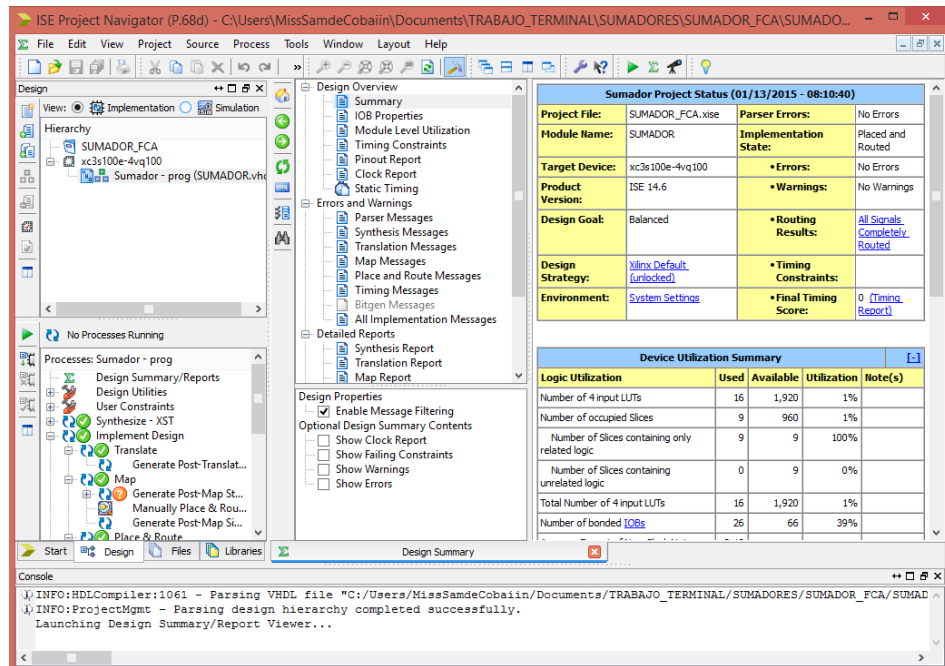 ISE Project Navigator (P.68d) - C:\Users\MissSamdeCobaiin\Documents\TRABAJO_TERMINAL\SUMADORES\SUMADOR_FCA\SUMADO...
File Edit View Project Source Process Tools Window Layout Help
Design
View: Implementation Simulation
Hierarchy
SUMADOR_FCA
xc3s100e-4vq100
Sumador - prog (SUMADOR.vhd
No Processes Running
Processes: Sumador - prog
Design Summary/Reports
Design Utilities
User Constraints
Synthesize - XST
Implement Design
Translate
Generate Post-Translat...
Map
Generate Post-Map St...
Manually Place & Rou...
Generate Post-Map Si...
Place & Route
Start Design Files Libraries
Design Overview
Summary
IOB Properties
Module Level Utilization
Timing Constraints
Pinout Report
Clock Report
Static Timing
Errors and Warnings
Parser Messages
Synthesis Messages
Translation Messages
Map Messages
Place and Route Messages
Timing Messages
Bitgen Messages
All Implementation Messages
Detailed Reports
Synthesis Report
Translation Report
Map Report
Design Properties
Enable Message Filtering
Optional Design Summary Contents
Show Clock Report
Show Failing Constraints
Show Warnings
Show Errors
Sumador Project Status (01/13/2015 - 08:10:40)
Project File: SUMADOR_FCA.xise Parser Errors: No Errors
Module Name: SUMADOR Implementation State: Placed and Routed
Target Device: xc3s100e-4vq100 •Errors: No Errors
Product Version: ISE 14.6 •Warnings: No Warnings
Design Goal: Balanced •Routing Results: All Signals Completely Routed
Design Strategy: Xilinx Default (unlocked) •Timing Constraints:
Environment: System Settings •Final Timing Score: 0 (Timing Report)
Device Utilization Summary [-]
Logic Utilization Used Available Utilization Note(s)
Number of 4 input LUTs 16 1,920 1%
Number of occupied Slices 9 960 1%
Number of Slices containing only related logic 9 9 100%
Number of Slices containing unrelated logic 0 9 0%
Total Number of 4 input LUTs 16 1,920 1%
Number of bonded IOBs 26 66 39%
Design Summary
Console
INFO:HDLCompiler:1061 - Parsing VHDL file "C:/Users/MissSamdeCobaiin/Documents/TRABAJO_TERMINAL/SUMADORES/SUMADOR_FCA/SUMAD
INFO:ProjectMgmt - Parsing design hierarchy completed successfully.
Launching Design Summary/Report Viewer...